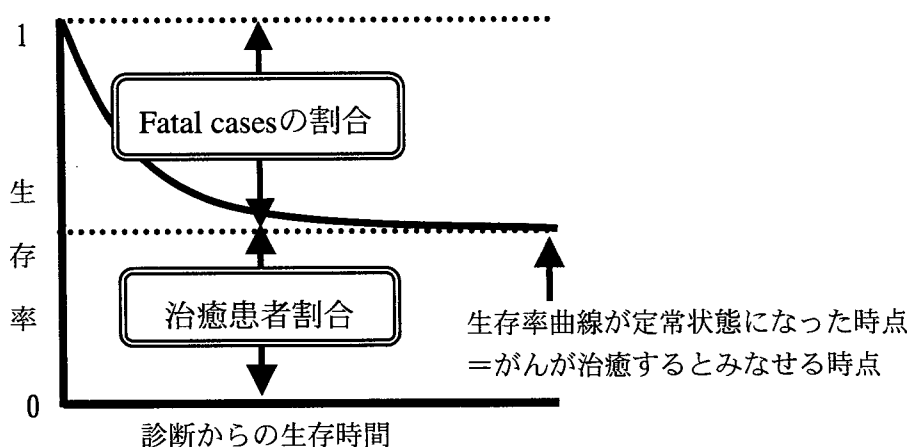 1
Fatal casesの割合
生
存
率
治癒患者割合
生存率曲線が定常状態になった時点
＝がんが治癒するとみなせる時点
0
診断からの生存時間